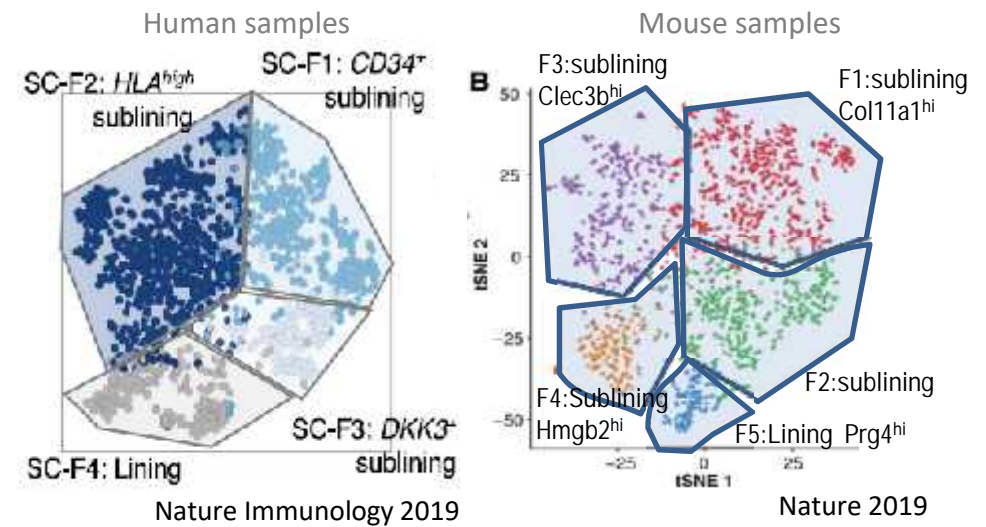 Human samples
SC-F2: HLAhigh
sublining
SC-F1: CD34+
sublining
SC-F3: DKK3+
sublining
SC-F4: Lining
Nature Immunology 2019
Mouse samples
B
F3:sublining
Clec3bhi
F1:sublining
Col11a1hi
F2:sublining
F4:Sublining
Hmgb2hi
F5:Lining Prg4hi
50
25
0
−25
−50
tSNE 2
−25
0
25
tSNE 1
Nature 2019